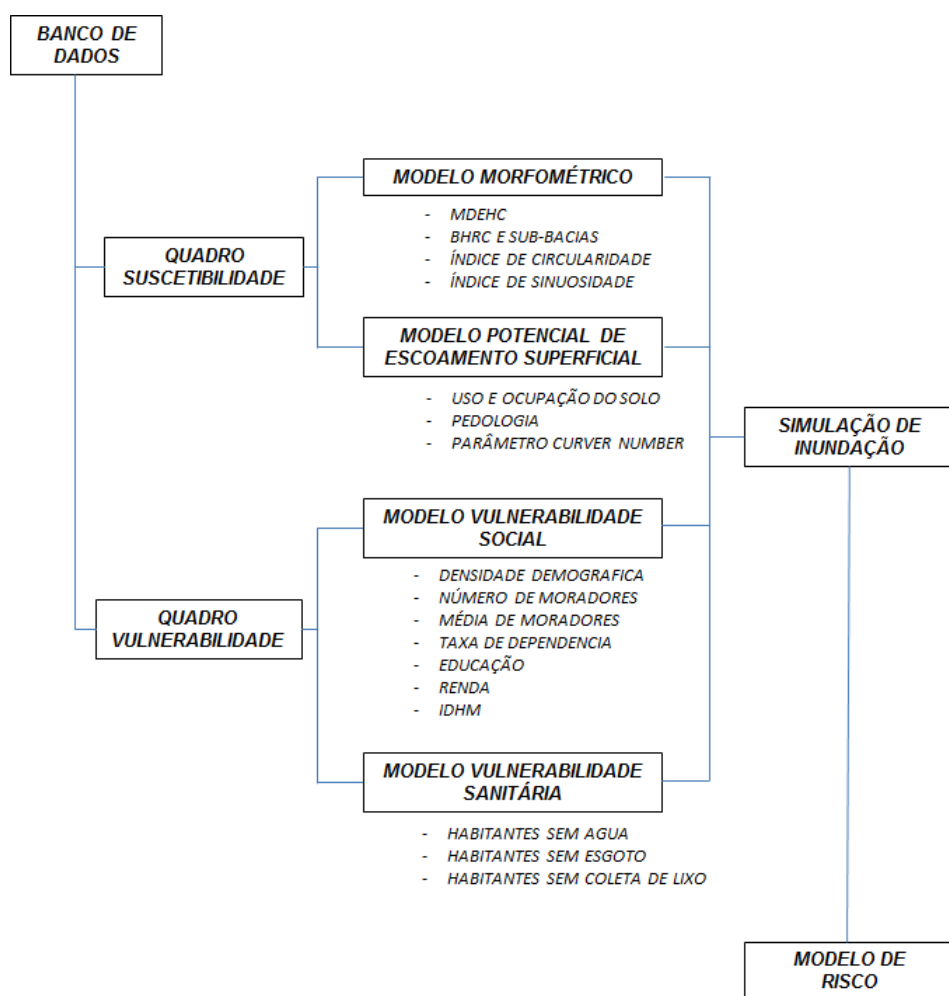 BANCO DE
DADOS
MODELO MORFOMÉTRICO
- MDEHC
- BHRC E SUB-BACIAS
- ÍNDICE DE CIRCULARIDADE
- ÍNDICE DE SINUOSIDADE
QUADRO
SUSCETIBILIDADE
MODELO POTENCIAL DE
ESCOAMENTO SUPERFICIAL
- USO E OCUPAÇÃO DO SOLO
- PEDOLOGIA
- PARÂMETRO CURVER NUMBER
SIMULAÇÃO DE
INUNDAÇÃO
MODELO VULNERABILIDADE
SOCIAL
- DENSIDADE DEMOGRAFICA
- NÚMERO DE MORADORES
- MÉDIA DE MORADORES
- TAXA DE DEPENDENCIA
- EDUCAÇÃO
- RENDA
- IDHM
QUADRO
VULNERABILIDADE
MODELO VULNERABILIDADE
SANITÁRIA
- HABITANTES SEM AGUA
- HABITANTES SEM ESGOTO
- HABITANTES SEM COLETA DE LIXO
MODELO DE
RISCO